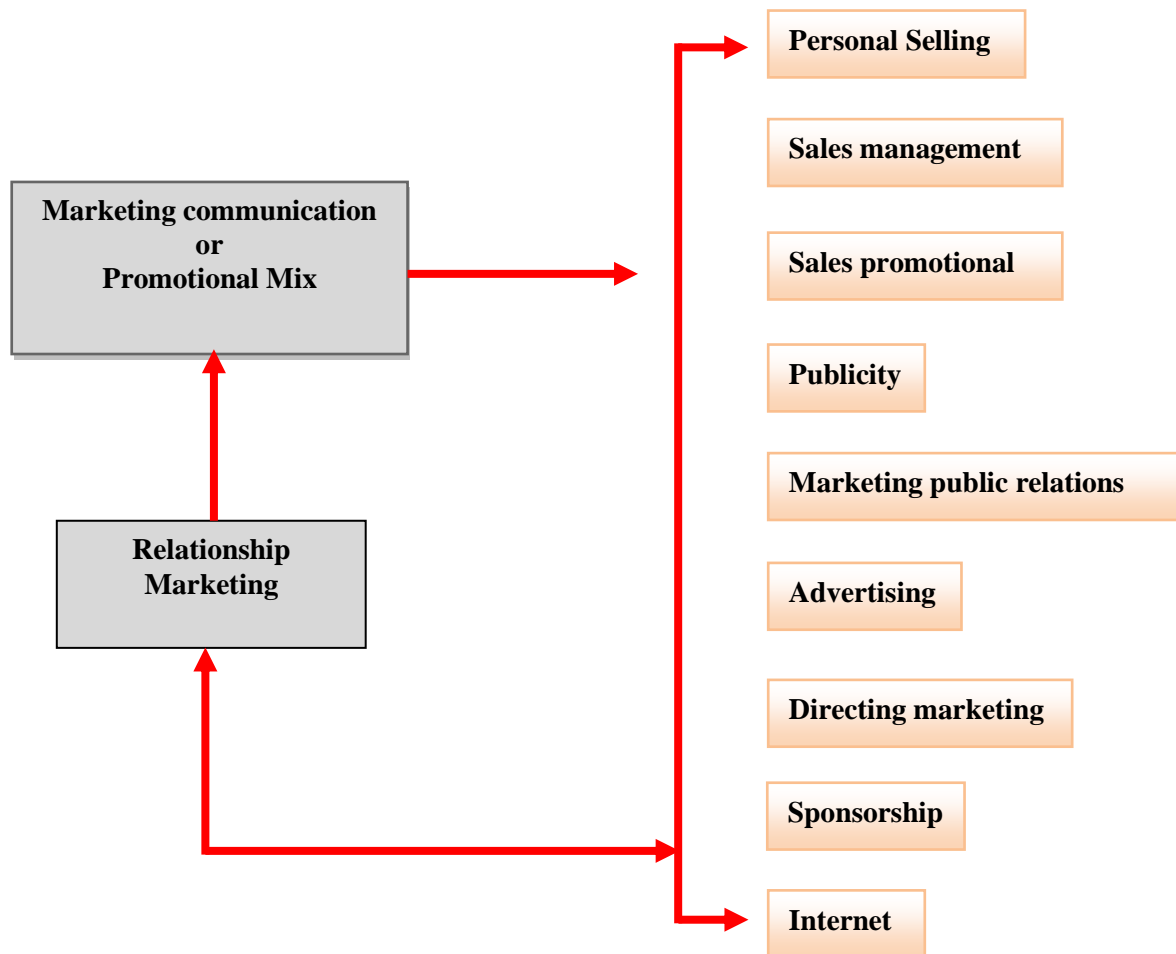 Marketing communication
or
Promotional Mix
Relationship
Marketing
Personal Selling
Sales management
Sales promotional
Publicity
Marketing public relations
Advertising
Directing marketing
Sponsorship
Internet